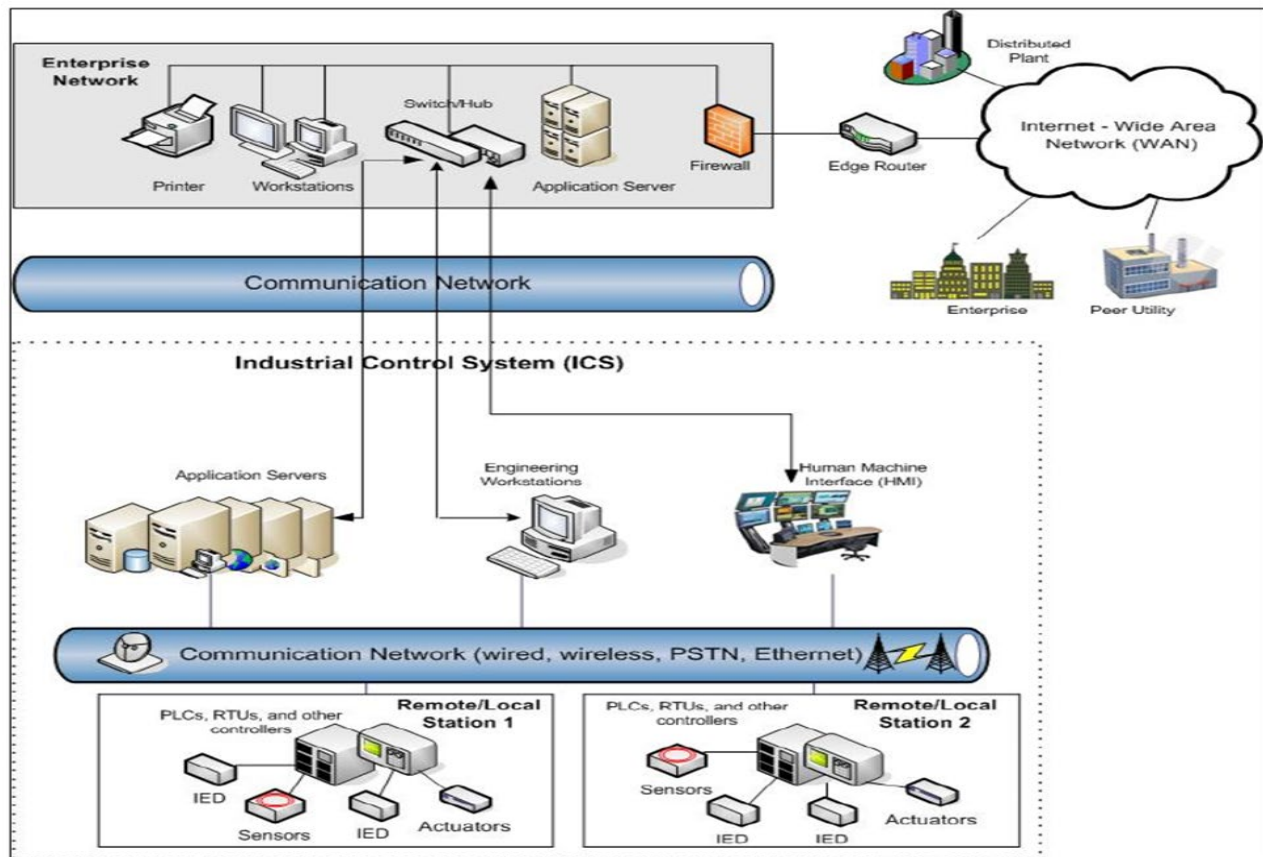 Enterprise
Network
Switch/Hub
Printer
Workstations
Application Server
Firewall
Edge Router
Distributed
Plant
Internet - Wide Area
Network (WAN)
Enterprise
Peer Utility
Communication Network
Industrial Control System (ICS)
Application Servers
Engineering
Workstations
Human Machine
Interface (HMI)
Communication Network (wired, wireless, PSTN, Ethernet)
PLCs, RTUs, and other
controllers
Remote/Local
Station 1
IED
Sensors
IED
Actuators
PLCs, RTUs, and other
controllers
Remote/Local
Station 2
Sensors
IED
IED
Actuators